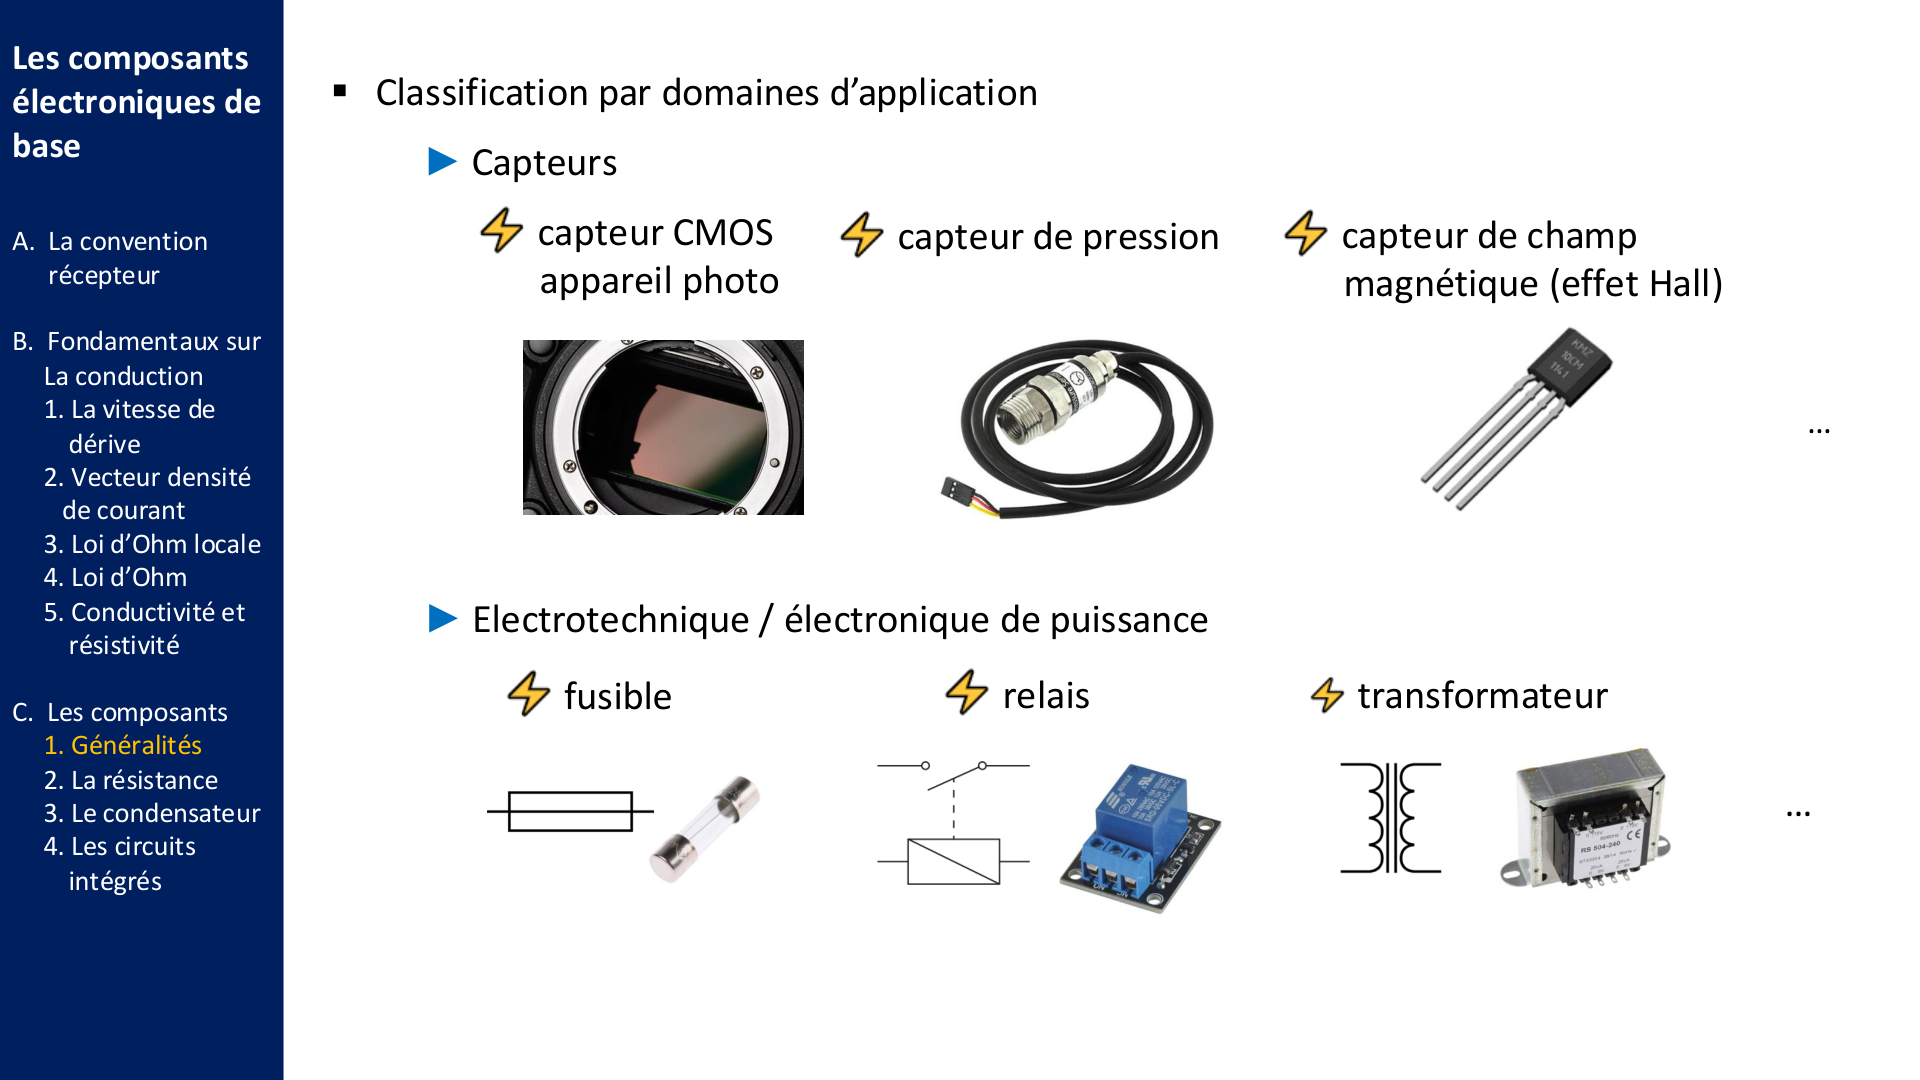 Les composants
électroniques de
base
A. La convention
récepteur
B. Fondamentaux sur
La conduction
1. La vitesse de
dérive
2. Vecteur densité
de courant
3. Loi d’Ohm locale
4. Loi d’Ohm
5. Conductivité et
résistivité
C. Les composants
1. Généralités
2. La résistance
3. Le condensateur
4. Les circuits
intégrés
▪ Classification par domaines d’application
► Capteurs
capteur CMOS
appareil photo
capteur de pression
capteur de champ
magnétique (effet Hall)
KMZ
10CM
1141
...
► Electrotechnique / électronique de puissance
fusible
relais
transformateur
RS 504-240
CE
...